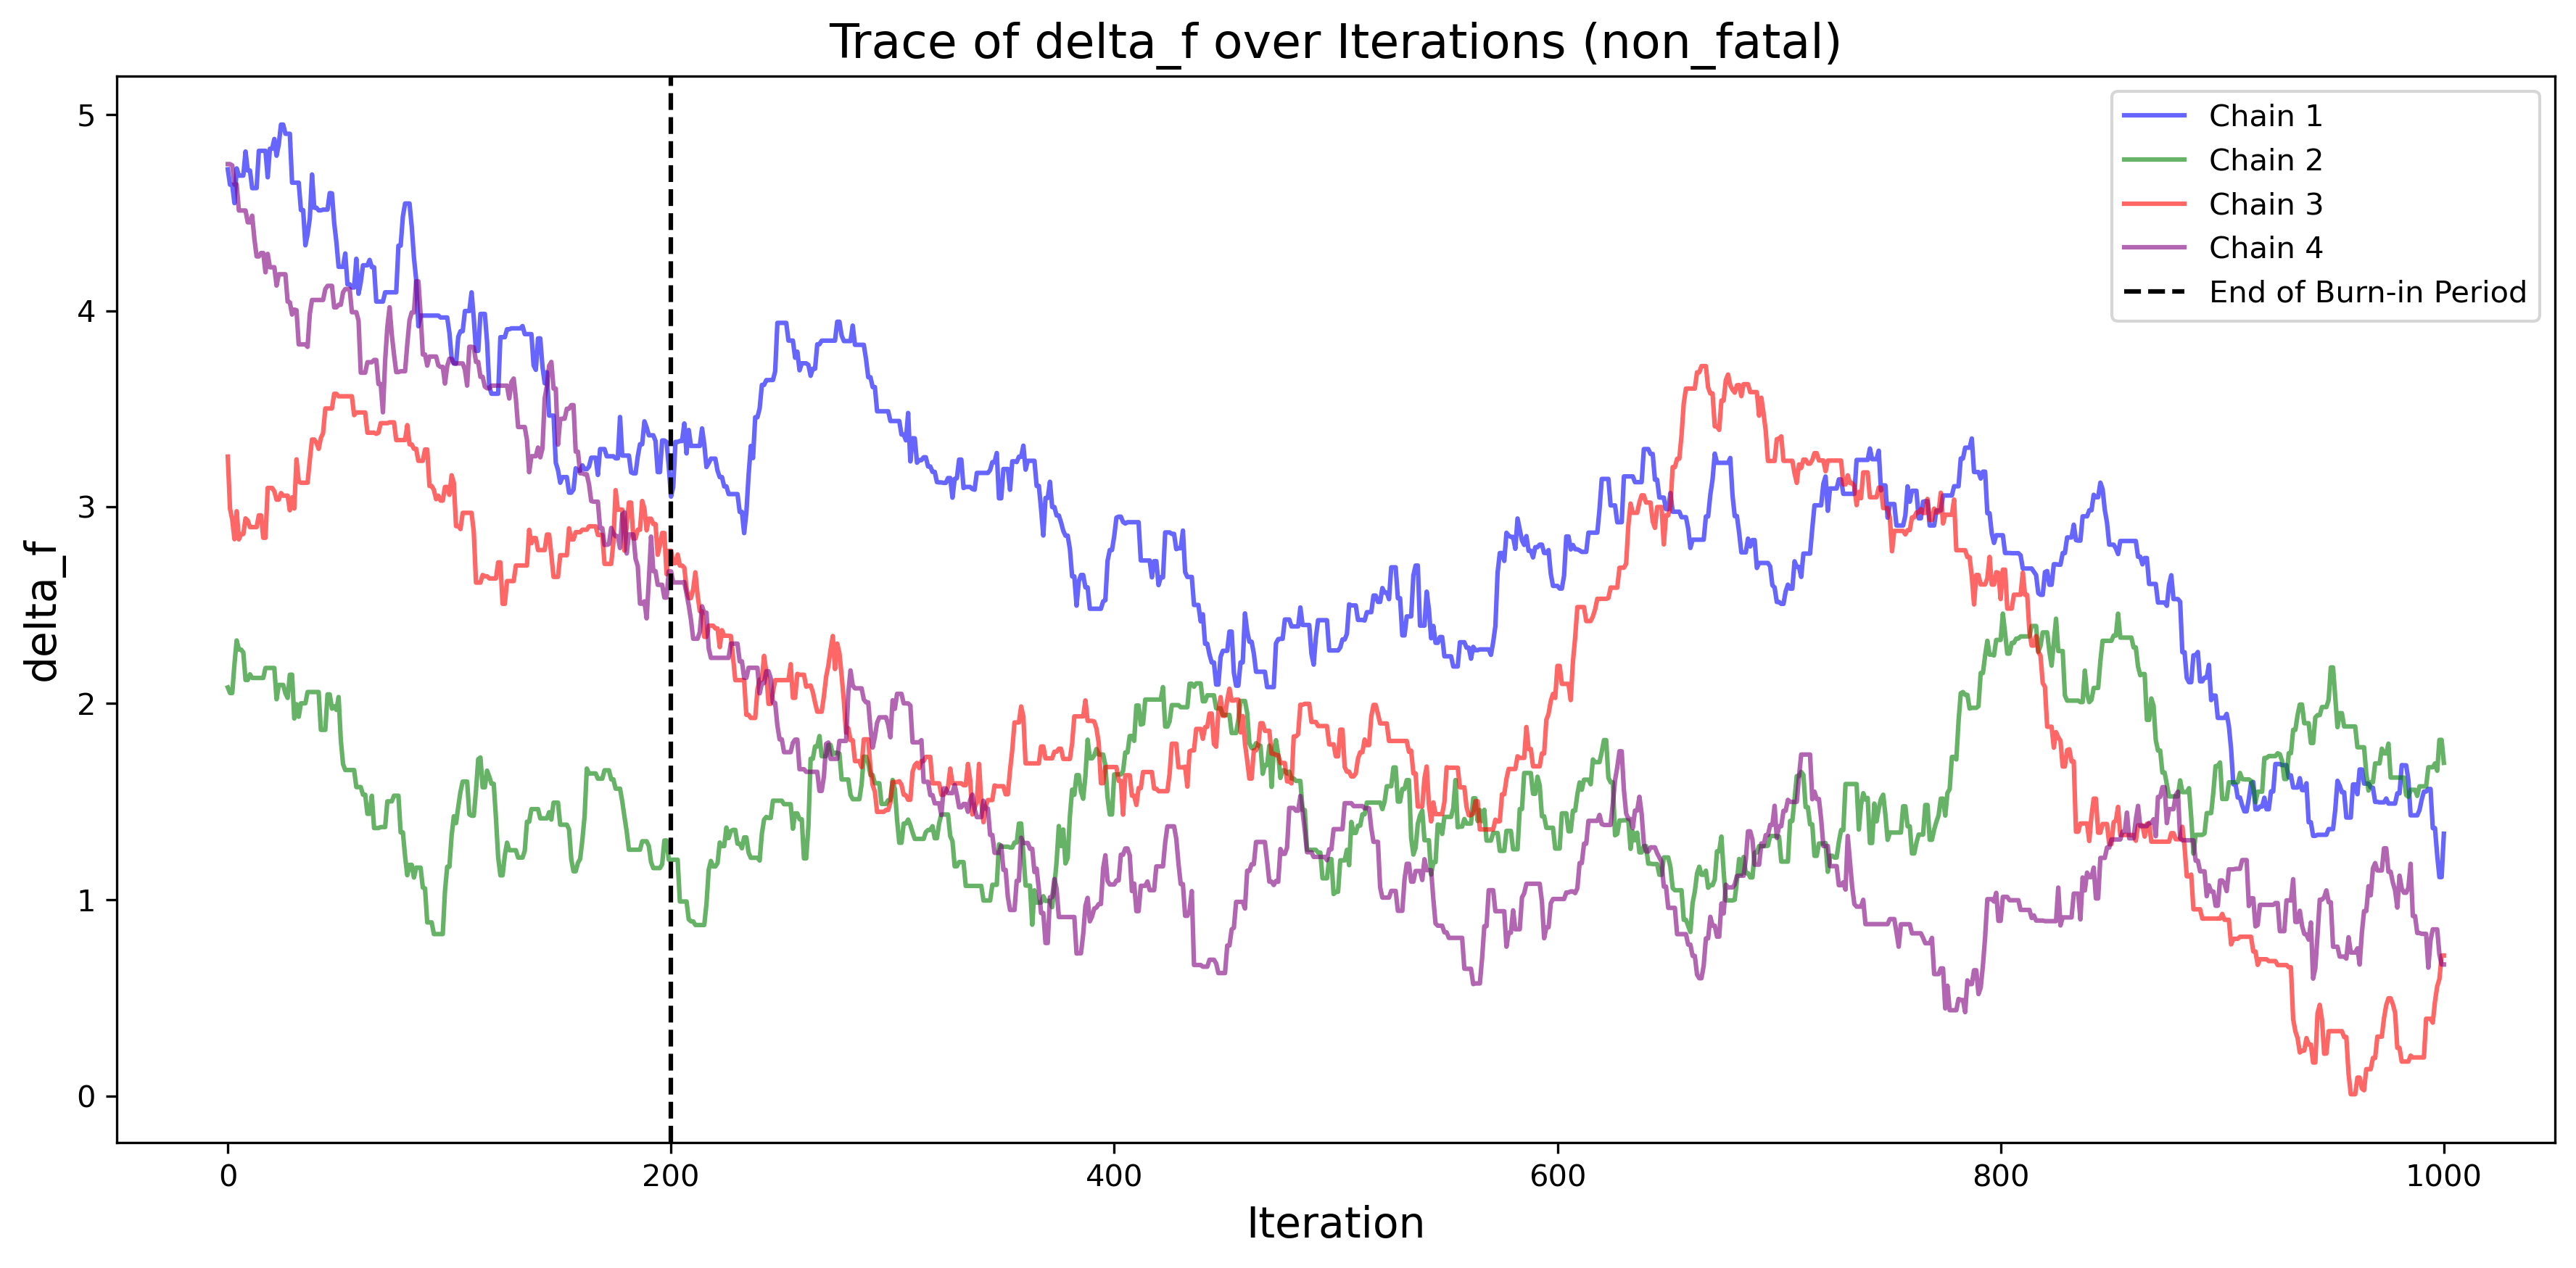 Trace of delta_f over Iterations (non_fatal)
Chain 1
Chain 2
Chain 3
Chain 4
End of Burn-in Period
5
4
3
2
1
0
delta_f
0
200
400
600
800
1000
Iteration